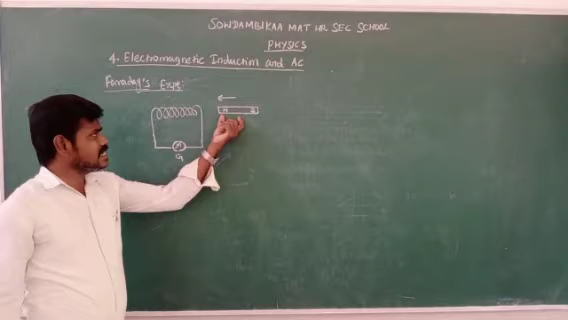 SOWDAMBIKAA MAT HR SEC SCHOOL
PHYSICS
4. Electromagnetic Induction and AC
Faraday's Expt:
N S
G